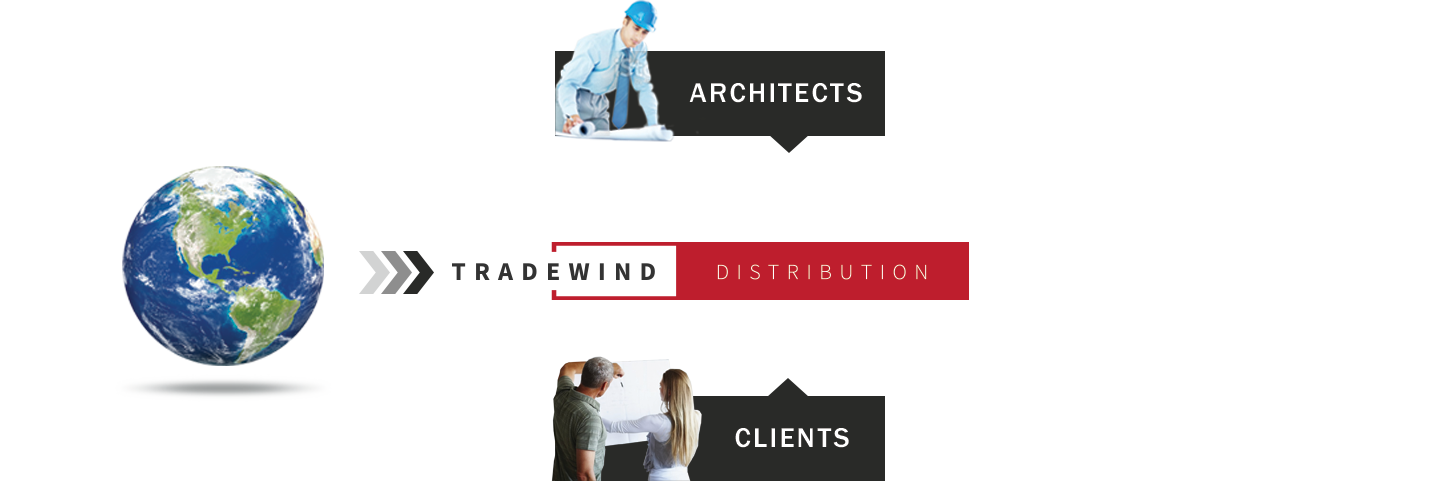 ARCHITECTS
TRADEWIND DISTRIBUTION
CLIENTS